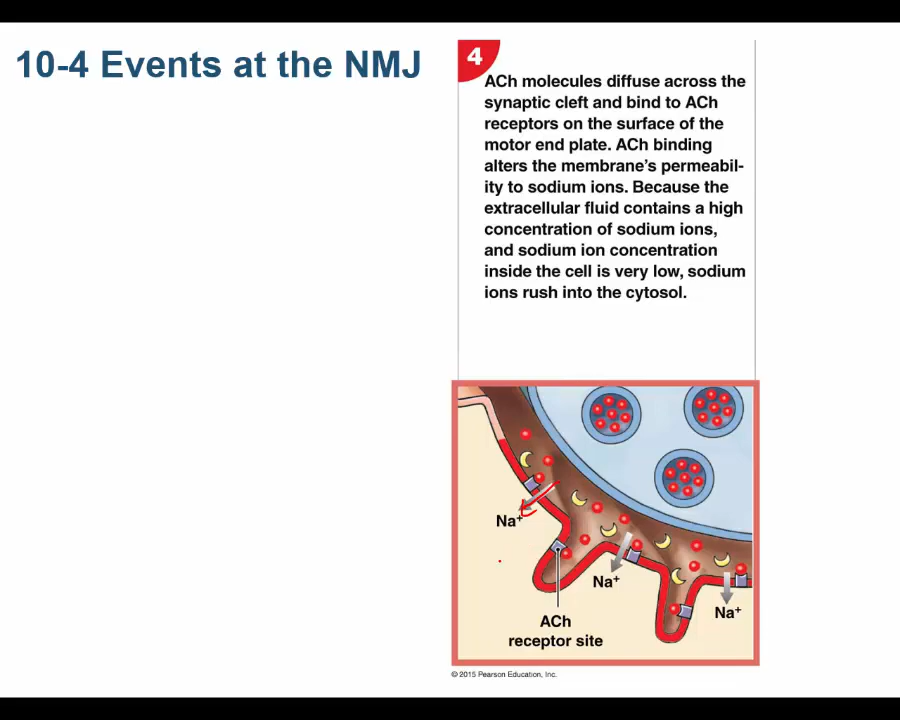 10-4 Events at the NMJ
4
ACh molecules diffuse across the
synaptic cleft and bind to ACh
receptors on the surface of the
motor end plate. ACh binding
alters the membrane's permeabil-
ity to sodium ions. Because the
extracellular fluid contains a high
concentration of sodium ions,
and sodium ion concentration
inside the cell is very low, sodium
ions rush into the cytosol.
Na⁺
Na⁺
Na⁺
ACh
receptor site
© 2015 Pearson Education, Inc.